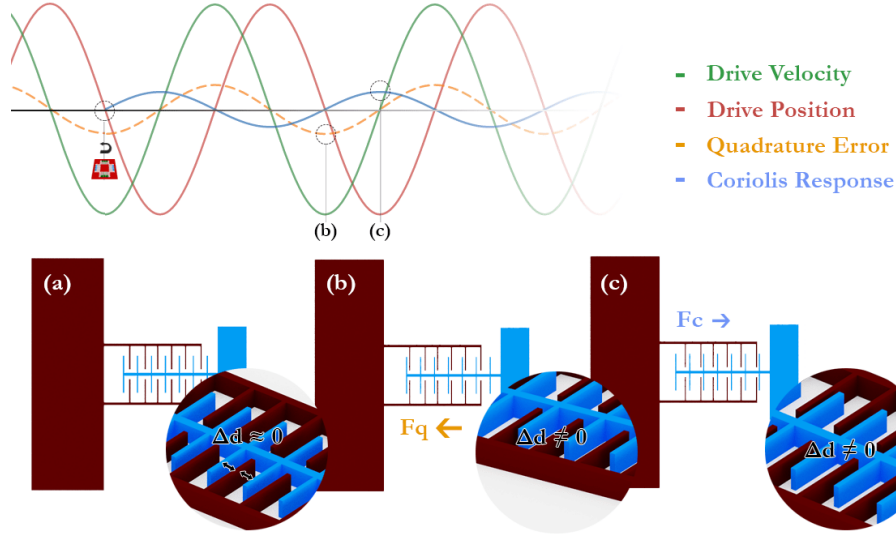 - Drive Velocity
- Drive Position
- Quadrature Error
- Coriolis Response
(b) (c)
(a) (b) (c)
Fc →
Fq ←
Δd ≈ 0 Δd ≠ 0 Δd ≠ 0